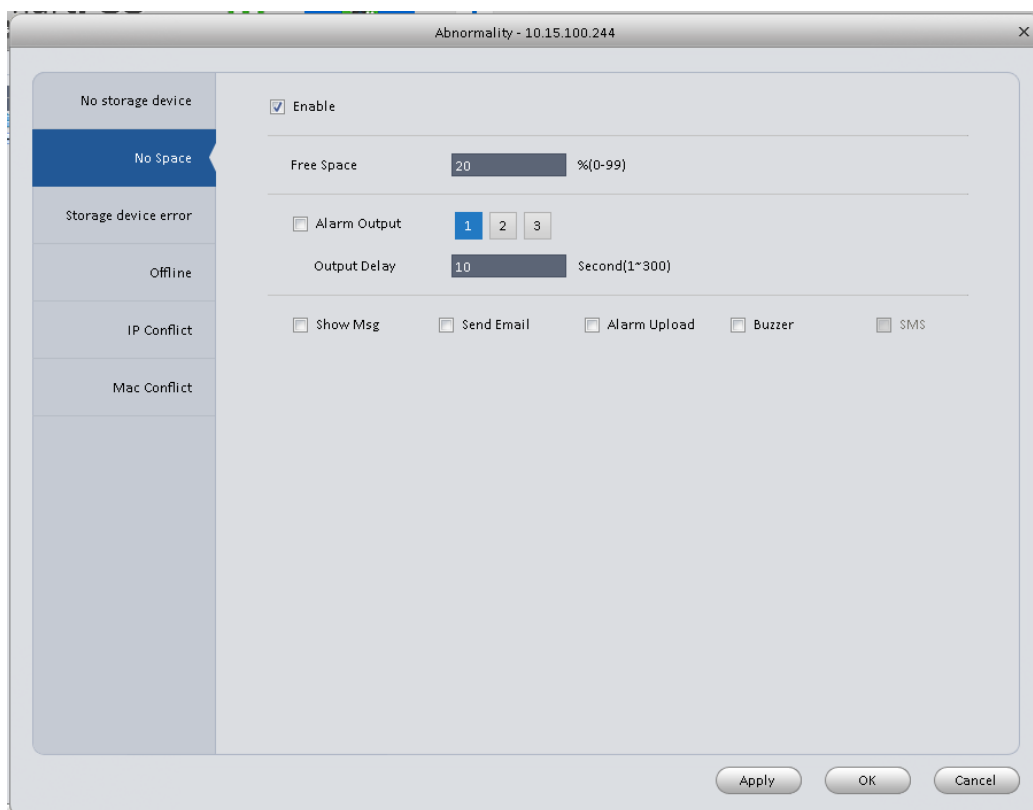 Abnormality - 10.15.100.244
No storage device
No Space
Storage device error
Offline
IP Conflict
Mac Conflict
Enable
Free Space 20 %(0-99)
Alarm Output 1 2 3
Output Delay 10 Second(1~300)
Show Msg Send Email Alarm Upload Buzzer SMS
Apply OK Cancel